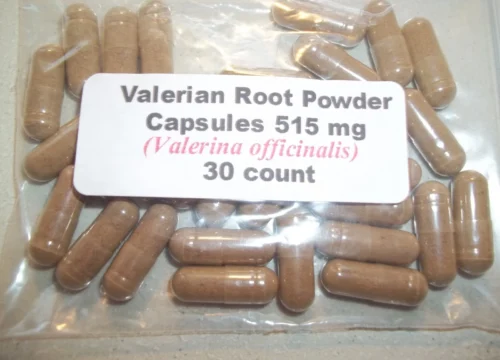 Valerian Root Powder
Capsules 515 mg
(Valerina officinalis)
30 count